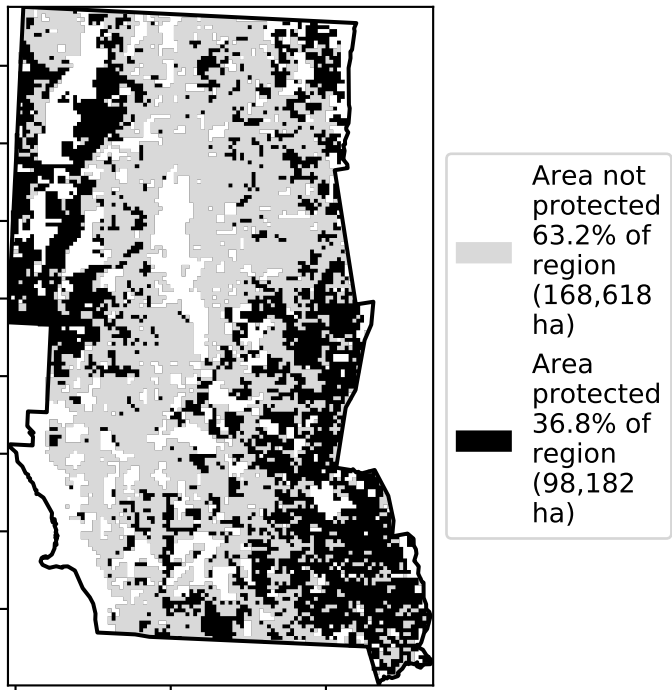 Area not
protected
63.2% of
region
(168,618
ha)
Area
protected
36.8% of
region
(98,182
ha)